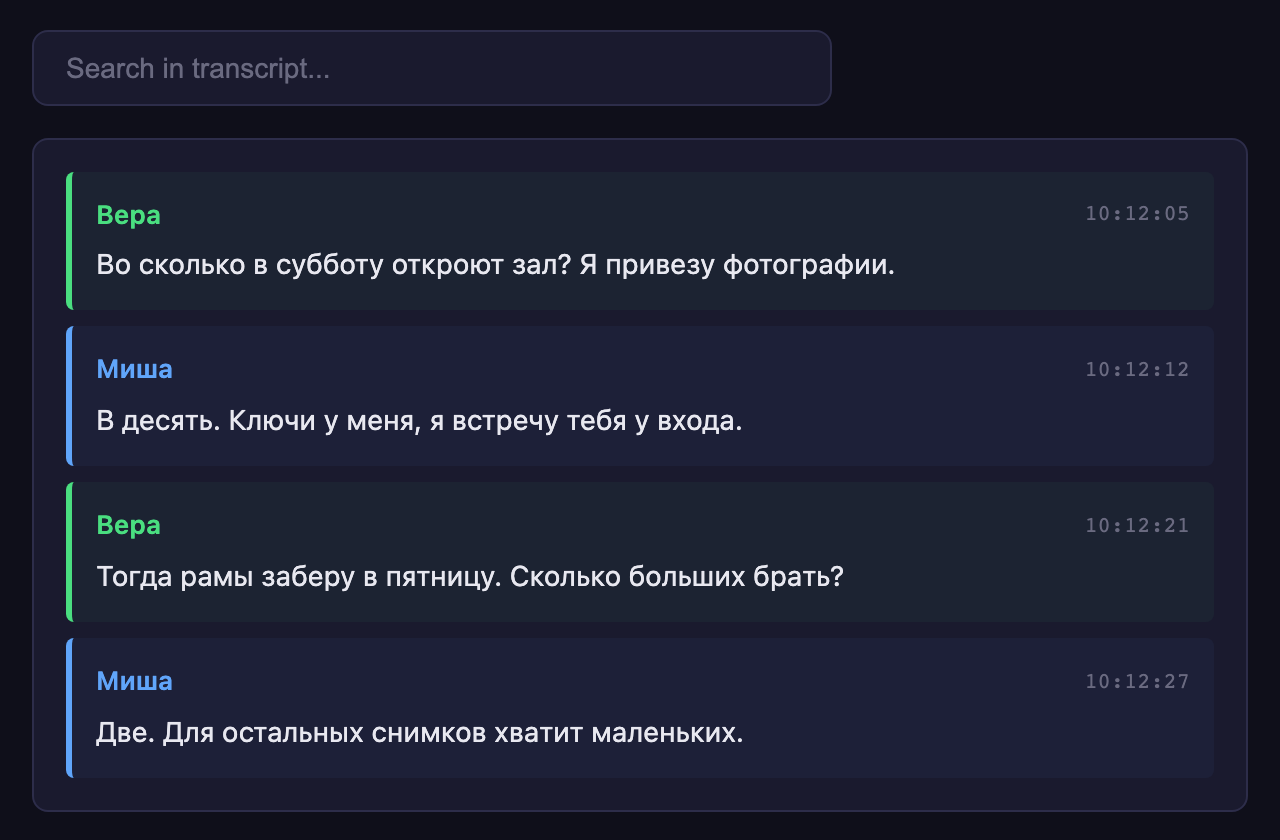 Search in transcript...
Вера 10:12:05
Во сколько в субботу откроют зал? Я привезу фотографии.
Миша 10:12:12
В десять. Ключи у меня, я встречу тебя у входа.
Вера 10:12:21
Тогда рамы заберу в пятницу. Сколько больших брать?
Миша 10:12:27
Две. Для остальных снимков хватит маленьких.